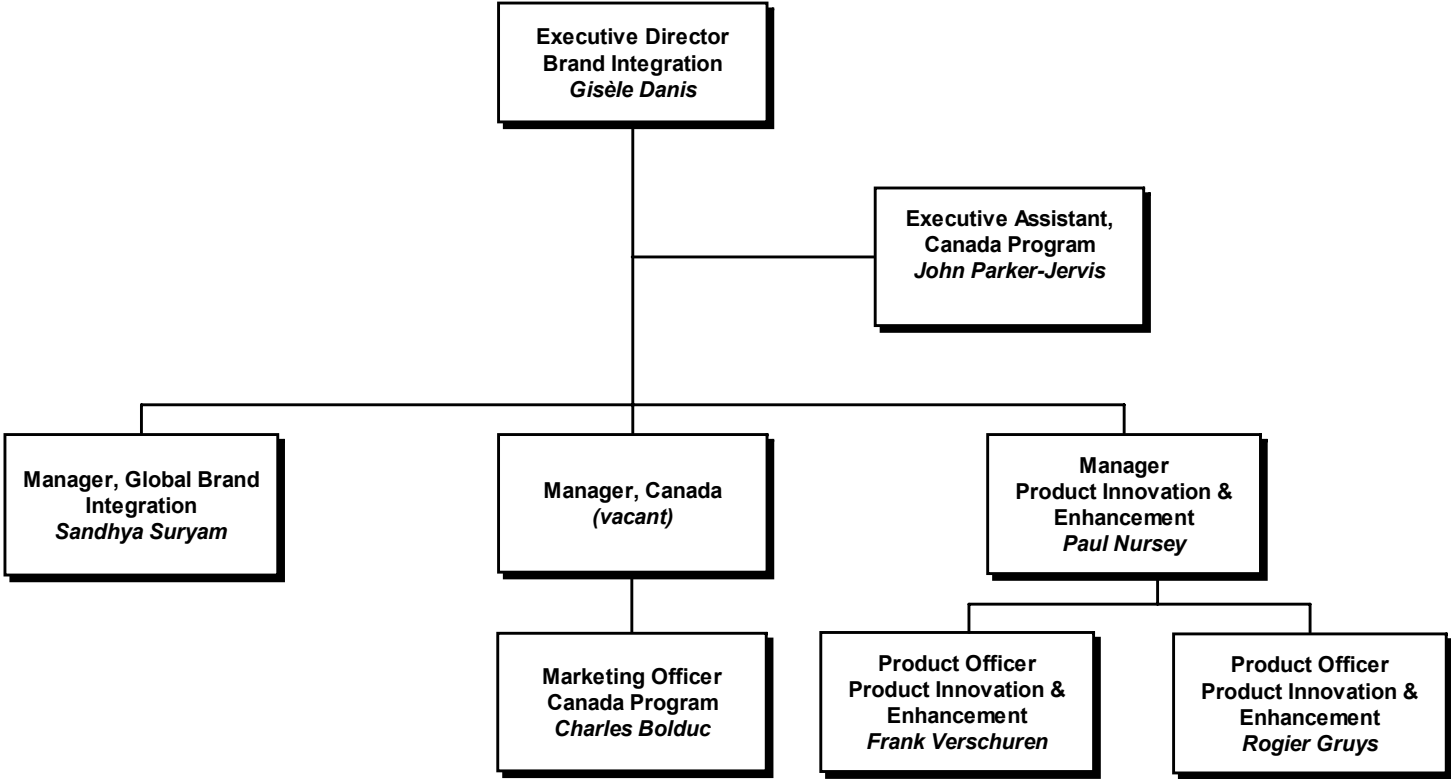 Executive Director
Brand Integration
Gisèle Danis
Executive Assistant,
Canada Program
John Parker-Jervis
Manager, Global Brand
Integration
Sandhya Suryam
Manager, Canada
(vacant)
Manager
Product Innovation &
Enhancement
Paul Nursey
Marketing Officer
Canada Program
Charles Bolduc
Product Officer
Product Innovation &
Enhancement
Frank Verschuren
Product Officer
Product Innovation &
Enhancement
Rogier Gruys